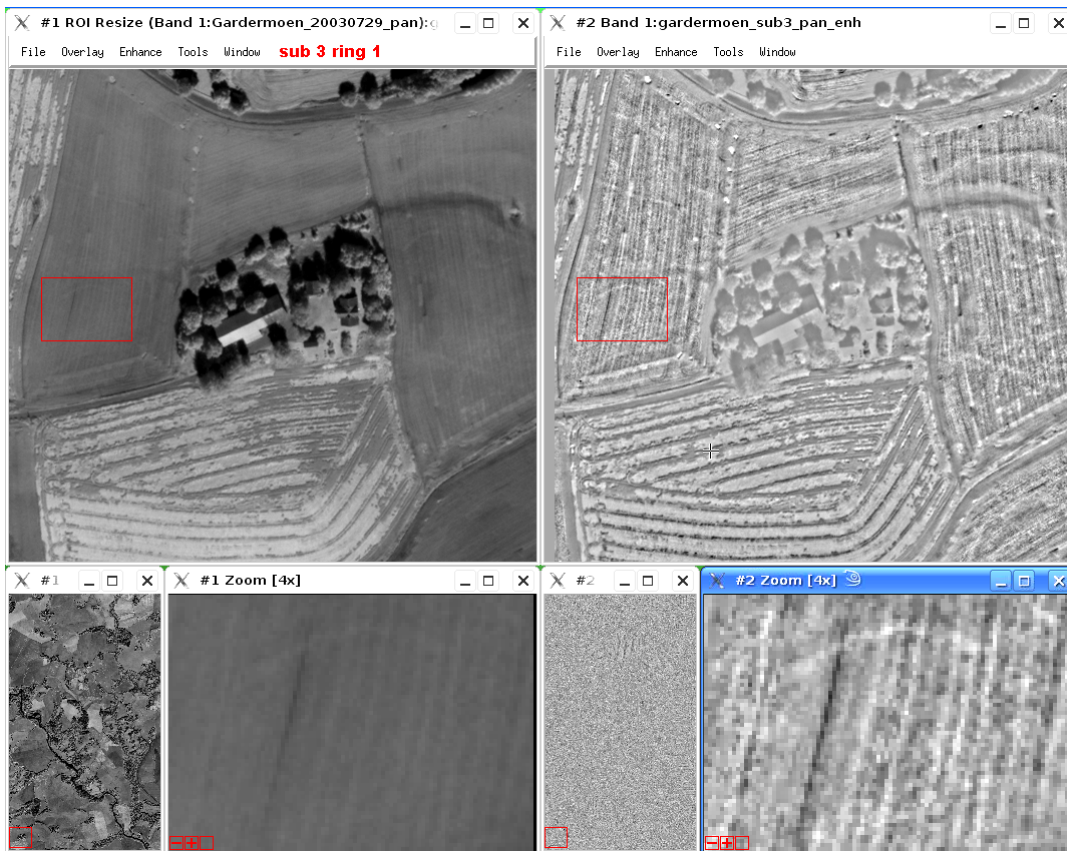 #1 ROI Resize (Band 1:Gardermoen_20030729_pan):g
File Overlay Enhance Tools Window sub 3 ring 1
#2 Band 1:gardermoen_sub3_pan_enh
File Overlay Enhance Tools Window
#1
#1 Zoom [4x]
#2
#2 Zoom [4x]